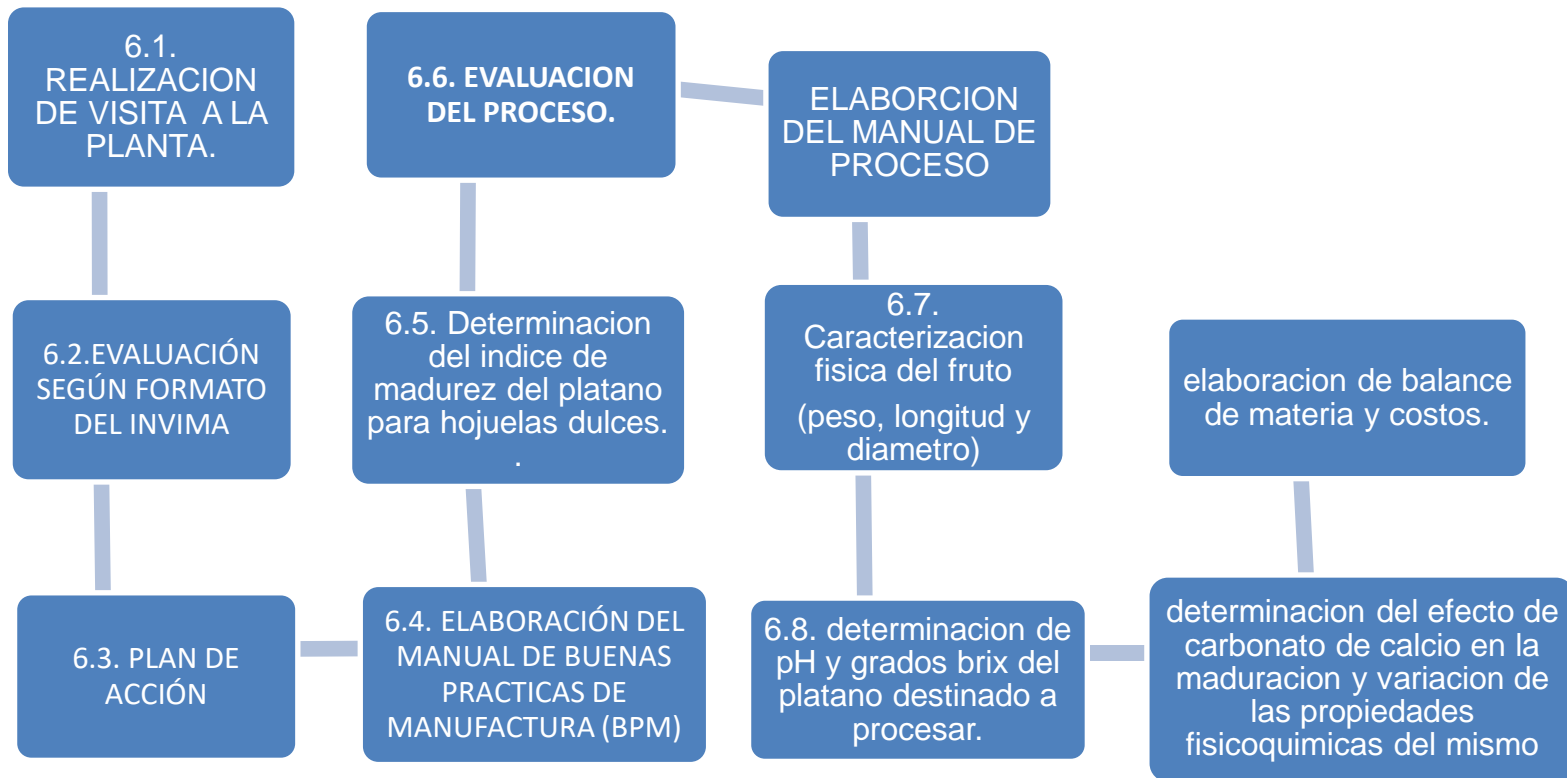 6.1.
REALIZACION
DE VISITA A LA
PLANTA.
6.2.EVALUACIÓN
SEGÚN FORMATO
DEL INVIMA
6.3. PLAN DE
ACCIÓN
6.4. ELABORACIÓN DEL
MANUAL DE BUENAS
PRACTICAS DE
MANUFACTURA (BPM)
6.5. Determinacion
del indice de
madurez del platano
para hojuelas dulces.
.
6.6. EVALUACION
DEL PROCESO.
ELABORCION
DEL MANUAL DE
PROCESO
6.7.
Caracterizacion
fisica del fruto
(peso, longitud y
diametro)
6.8. determinacion de
pH y grados brix del
platano destinado a
procesar.
determinacion del efecto de
carbonato de calcio en la
maduracion y variacion de
las propiedades
fisicoquimicas del mismo
elaboracion de balance
de materia y costos.